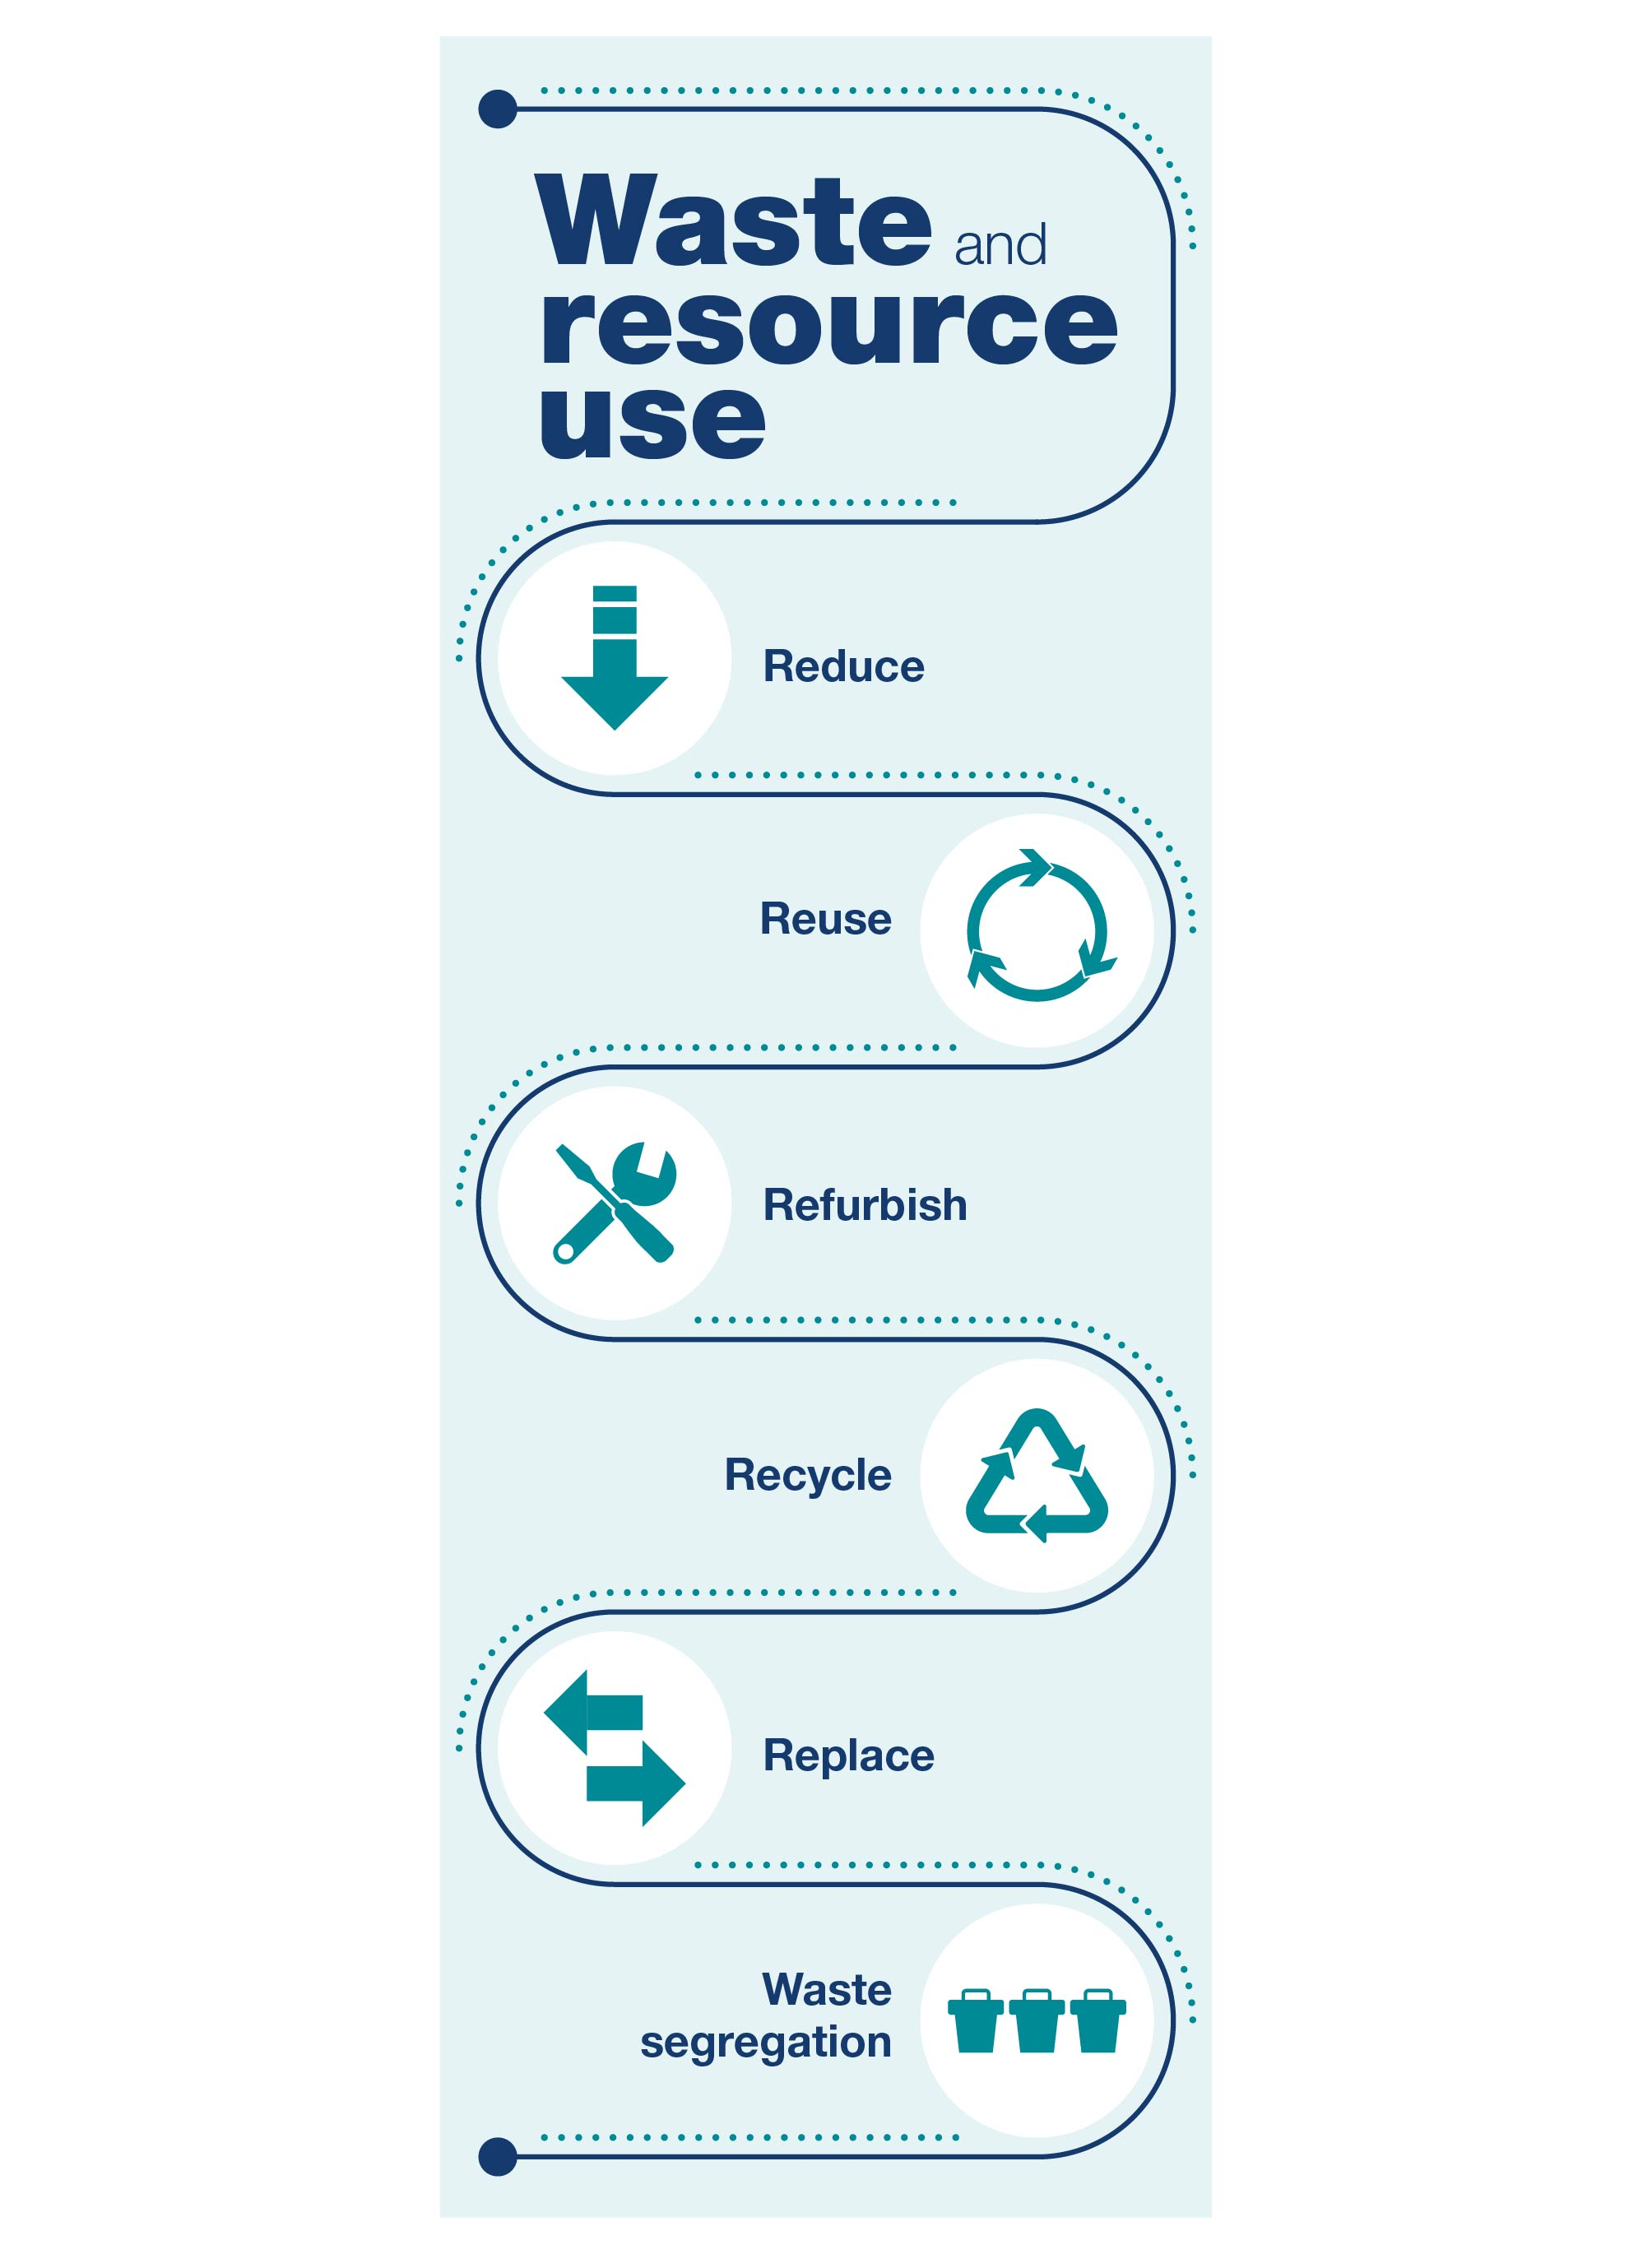 Waste and
resource
use
Reduce
Reuse
Refurbish
Recycle
Replace
Waste
segregation